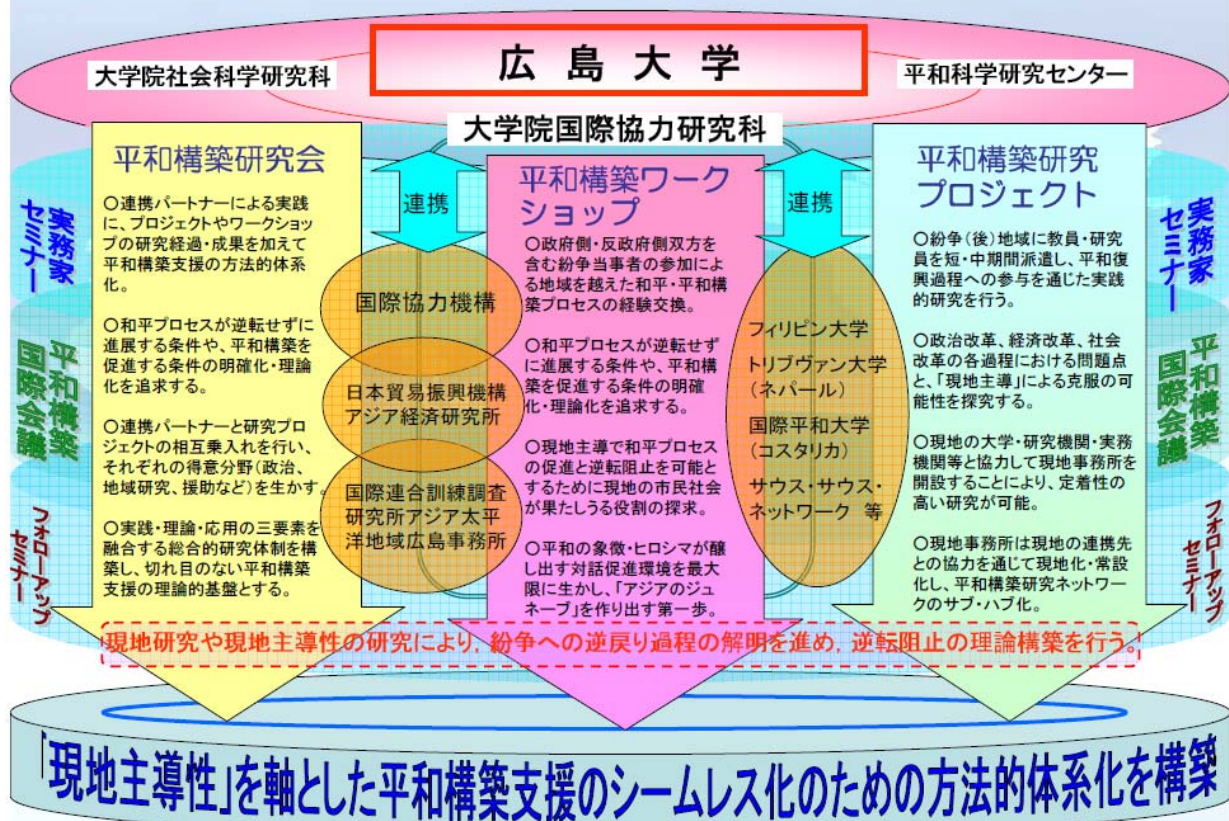 広島大学
大学院社会科学研究科
平和科学研究センター
大学院国際協力研究科
平和構築研究会
○連携パートナーによる実践
に、プロジェクトやワークショッ
プの研究経過・成果を加えて
平和構築支援の方法的体系
化。
○和平プロセスが逆転せずに
進展する条件や、平和構築を
促進する条件の明確化・理論
化を追求する。
○連携パートナーと研究プロ
ジェクトの相互乗入れを行い、
それぞれの得意分野(政治、
地域研究、援助など)を生かす。
○実践・理論・応用の三要素を
融合する総合的研究体制を構
築し、切れ目のない平和構築
支援の理論的基盤とする。
連携
国際協力機構
日本貿易振興機構
アジア経済研究所
国際連合訓練調査
研究所アジア太平
洋地域広島事務所
平和構築ワーク
ショップ
○政府側・反政府側双方を
含む紛争当事者の参加によ
る地域を越えた和平・平和構
築プロセスの経験交換。
○和平プロセスが逆転せず
に進展する条件や、平和構築
を促進する条件の明確
化・理論化を追求する。
○現地主導で和平プロセス
の促進と逆転阻止を可能と
するために現地の市民社会
が果たしうる役割の探求。
○平和の象徴・ヒロシマが醸
し出す対話促進環境を最大
限に生かし、「アジアのジュ
ネーブ」を作り出す第一歩。
連携
フィリピン大学
トリブヴァン大学
(ネパール)
国際平和大学
(コスタリカ)
サウス・サウス・
ネットワーク 等
平和構築研究
プロジェクト
○紛争(後)地域に教員・研究
員を短・中期間派遣し、平和復
興過程への参与を通じた実践
的研究を行う。
○政治改革、経済改革、社会
改革の各過程における問題点
と、「現地主導」による克服の可
能性を探究する。
○現地の大学・研究機関・実務
機関等と協力して現地事務所を
開設することにより、定着性の
高い研究が可能。
○現地事務所は現地の連携先
との協力を通じて現地化・常設
化し、平和構築研究ネットワー
クのサブ・ハブ化。
実務家
セミナー
平和構築
国際会議
フォローアップ
セミナー
実務家
セミナー
平和構築
国際会議
フォローアップ
セミナー
現地研究や現地主導性の研究により,紛争への逆戻り過程の解明を進め,逆転阻止の理論構築を行う。
「現地主導性」を軸とした平和構築支援のシームレス化のための方法的体系化を構築